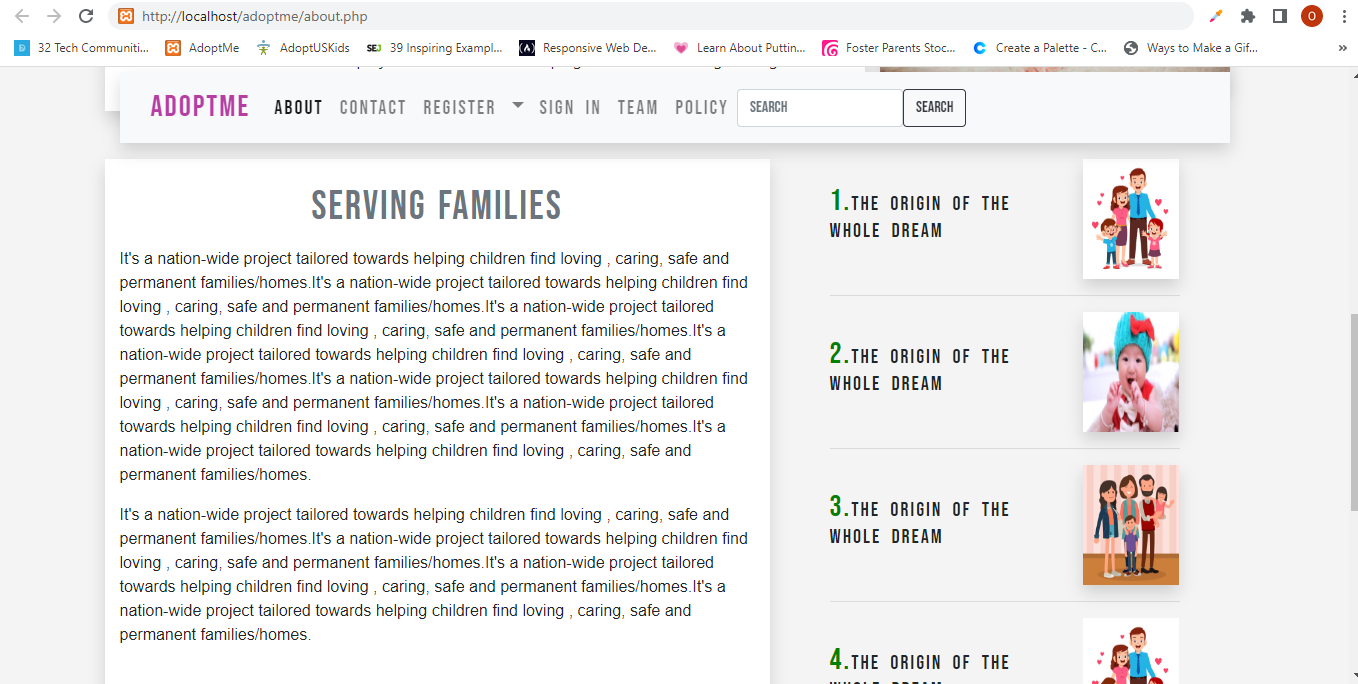 http://localhost/adoptme/about.php
O
32 Tech Communiti...
AdoptMe
AdoptUSKids
SEJ 39 Inspiring Exampl...
Responsive Web De...
Learn About Puttin...
Foster Parents Stoc...
Create a Palette - C...
Ways to Make a Gif...
»
ADOPTME ABOUT CONTACT REGISTER SIGN IN TEAM POLICY SEARCH SEARCH
SERVING FAMILIES
It's a nation-wide project tailored towards helping children find loving , caring, safe and
permanent families/homes.It's a nation-wide project tailored towards helping children find
loving , caring, safe and permanent families/homes.It's a nation-wide project tailored
towards helping children find loving , caring, safe and permanent families/homes.It's a
nation-wide project tailored towards helping children find loving , caring, safe and
permanent families/homes.It's a nation-wide project tailored towards helping children find
loving , caring, safe and permanent families/homes.It's a nation-wide project tailored
towards helping children find loving , caring, safe and permanent families/homes.It's a
nation-wide project tailored towards helping children find loving , caring, safe and
permanent families/homes.
It's a nation-wide project tailored towards helping children find loving , caring, safe and
permanent families/homes.It's a nation-wide project tailored towards helping children find
loving , caring, safe and permanent families/homes.It's a nation-wide project tailored
towards helping children find loving , caring, safe and permanent families/homes.It's a
nation-wide project tailored towards helping children find loving , caring, safe and
permanent families/homes.
1.THE ORIGIN OF THE
WHOLE DREAM
2.THE ORIGIN OF THE
WHOLE DREAM
3.THE ORIGIN OF THE
WHOLE DREAM
4.THE ORIGIN OF THE
WHOLE DREAM